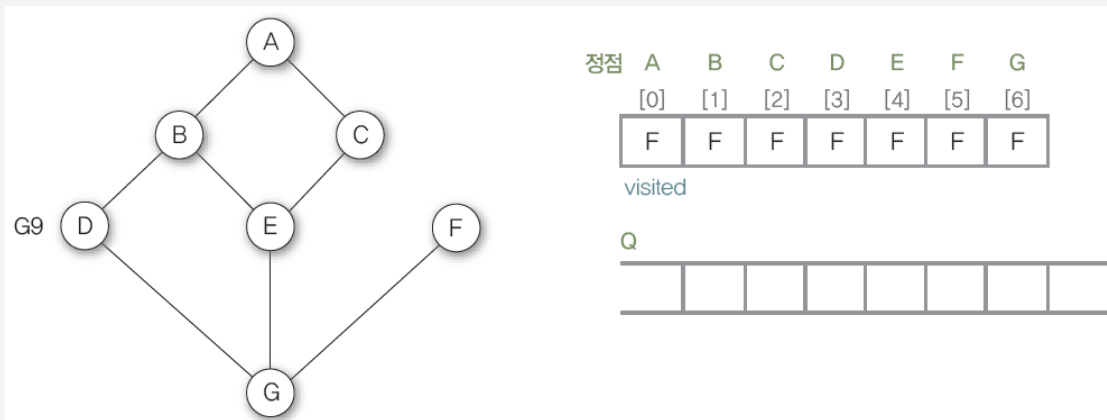 A
B
C
G9
D
E
F
G
정점 A B C D E F G
[0] [1] [2] [3] [4] [5] [6]
F F F F F F F
visited
Q